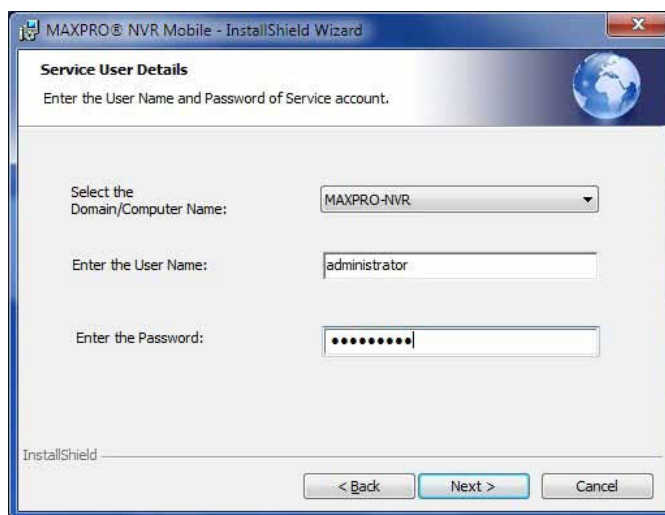 MAXPRO® NVR Mobile - InstallShield Wizard
Service User Details
Enter the User Name and Password of Service account.
Select the
Domain/Computer Name:
MAXPRO-NVR
Enter the User Name:
administrator
Enter the Password:
●●●●●●●●●
InstallShield
< Back
Next >
Cancel